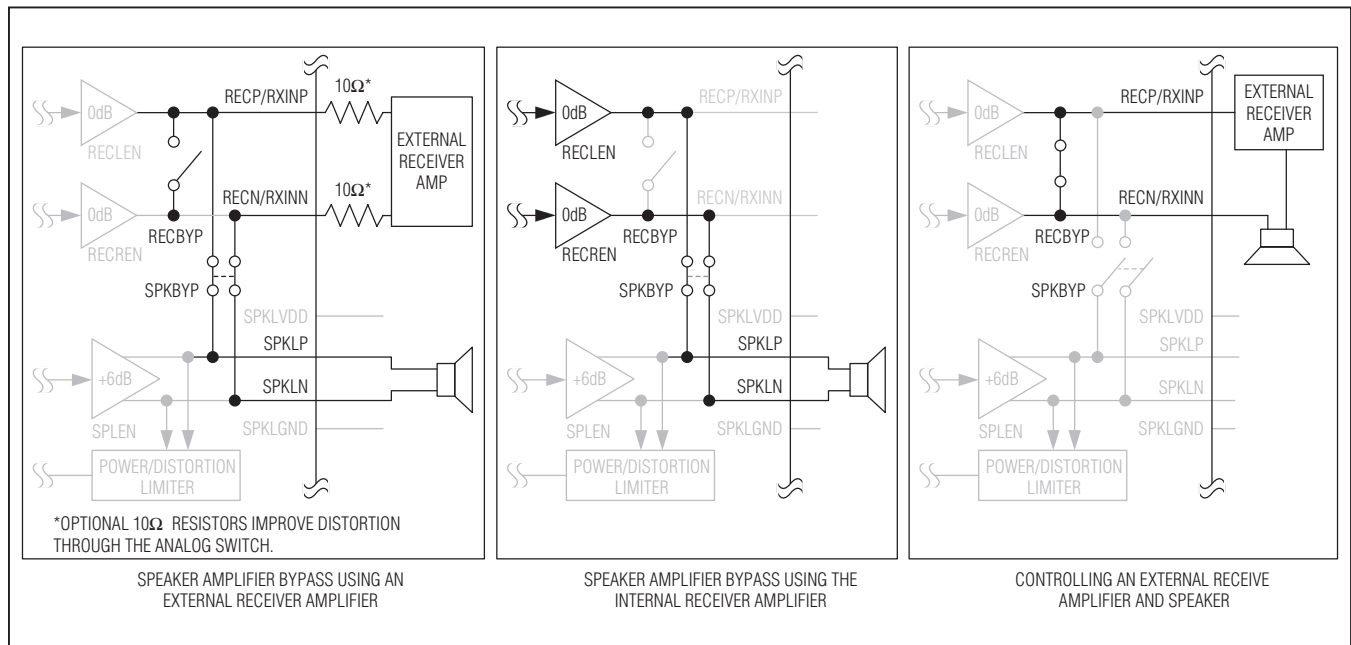 0dB
RECLEN
RECP/RXINP
10Ω*
EXTERNAL
RECEIVER
AMP
0dB
RECREN
RECN/RXINN
10Ω*
RECBYP
SPKBYP
SPKLVDD
SPKLP
+6dB
SPLEN
SPKLN
SPKLGND
POWER/DISTORTION
LIMITER
*OPTIONAL 10Ω RESISTORS IMPROVE DISTORTION
THROUGH THE ANALOG SWITCH.
SPEAKER AMPLIFIER BYPASS USING AN
EXTERNAL RECEIVER AMPLIFIER
0dB
RECLEN
RECP/RXINP
0dB
RECREN
RECN/RXINN
RECBYP
SPKBYP
SPKLVDD
SPKLP
+6dB
SPLEN
SPKLN
SPKLGND
POWER/DISTORTION
LIMITER
SPEAKER AMPLIFIER BYPASS USING THE
INTERNAL RECEIVER AMPLIFIER
0dB
RECLEN
RECP/RXINP
EXTERNAL
RECEIVER
AMP
0dB
RECREN
RECN/RXINN
RECBYP
SPKBYP
SPKLVDD
SPKLP
+6dB
SPLEN
SPKLN
SPKLGND
POWER/DISTORTION
LIMITER
CONTROLLING AN EXTERNAL RECEIVE
AMPLIFIER AND SPEAKER